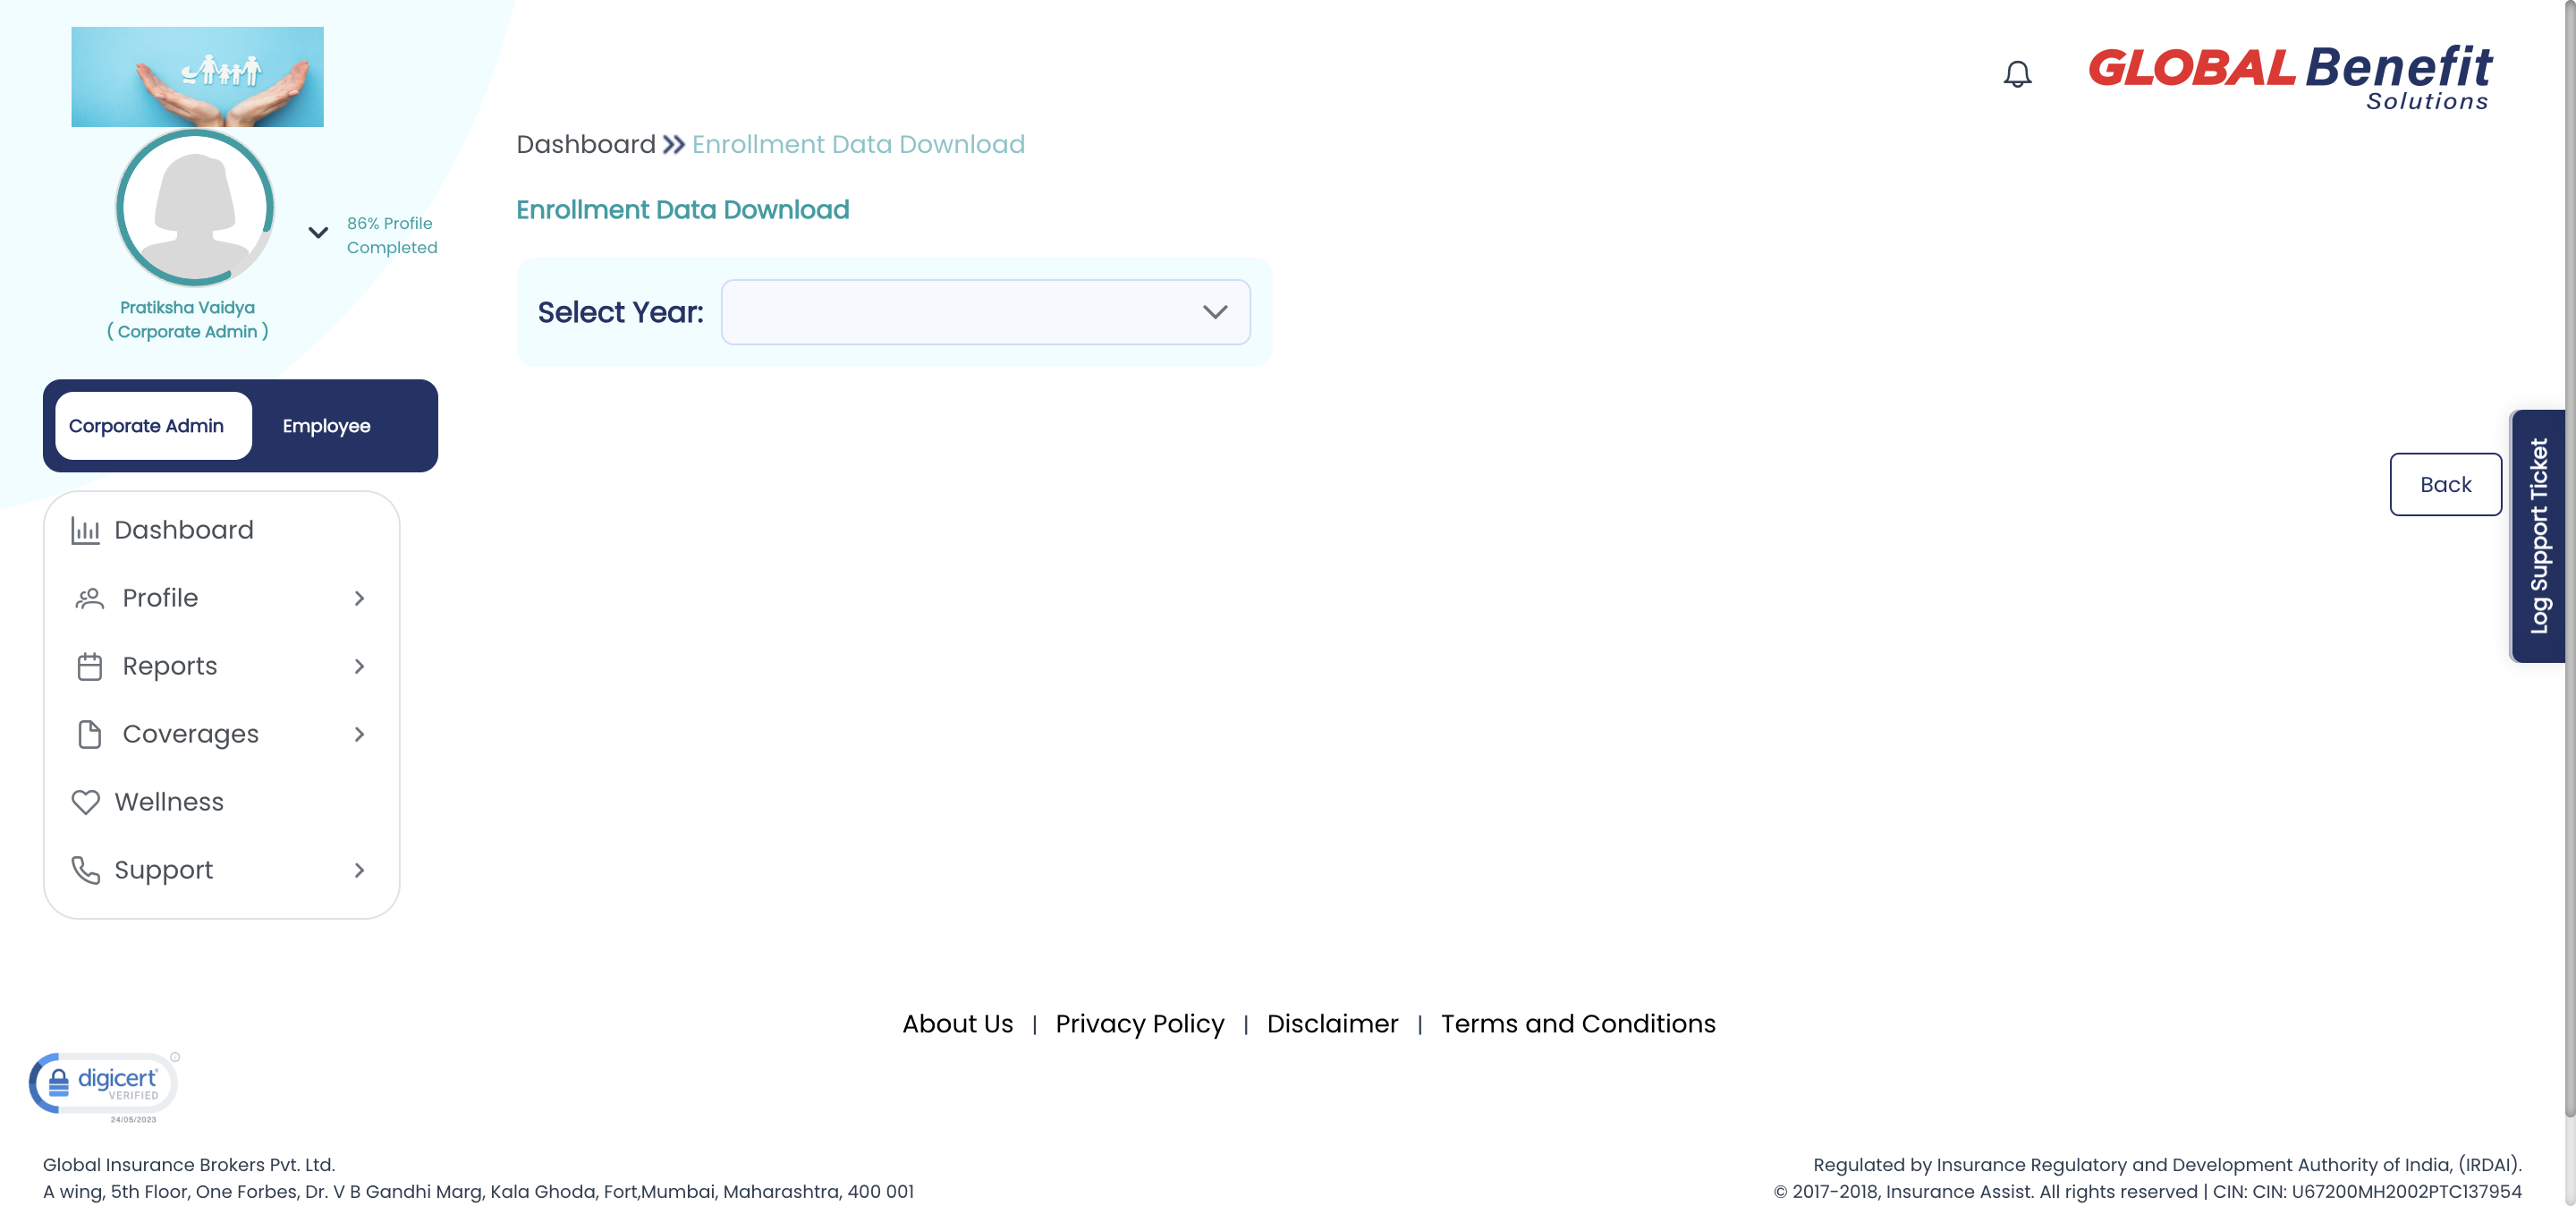 GLOBAL Benefit
Solutions
Dashboard Enrollment Data Download
Enrollment Data Download
86% Profile
Completed
Pratiksha Vaidya
( Corporate Admin )
Select Year:
Corporate Admin Employee
Back
Log Support Ticket
Dashboard
Profile
Reports
Coverages
Wellness
Support
About Us | Privacy Policy | Disclaimer | Terms and Conditions
digicert
VERIFIED
24/05/2023
Global Insurance Brokers Pvt. Ltd.
A wing, 5th Floor, One Forbes, Dr. V B Gandhi Marg, Kala Ghoda, Fort,Mumbai, Maharashtra, 400 001
Regulated by Insurance Regulatory and Development Authority of India, (IRDAI).
© 2017-2018, Insurance Assist. All rights reserved | CIN: CIN: U67200MH2002PTC137954